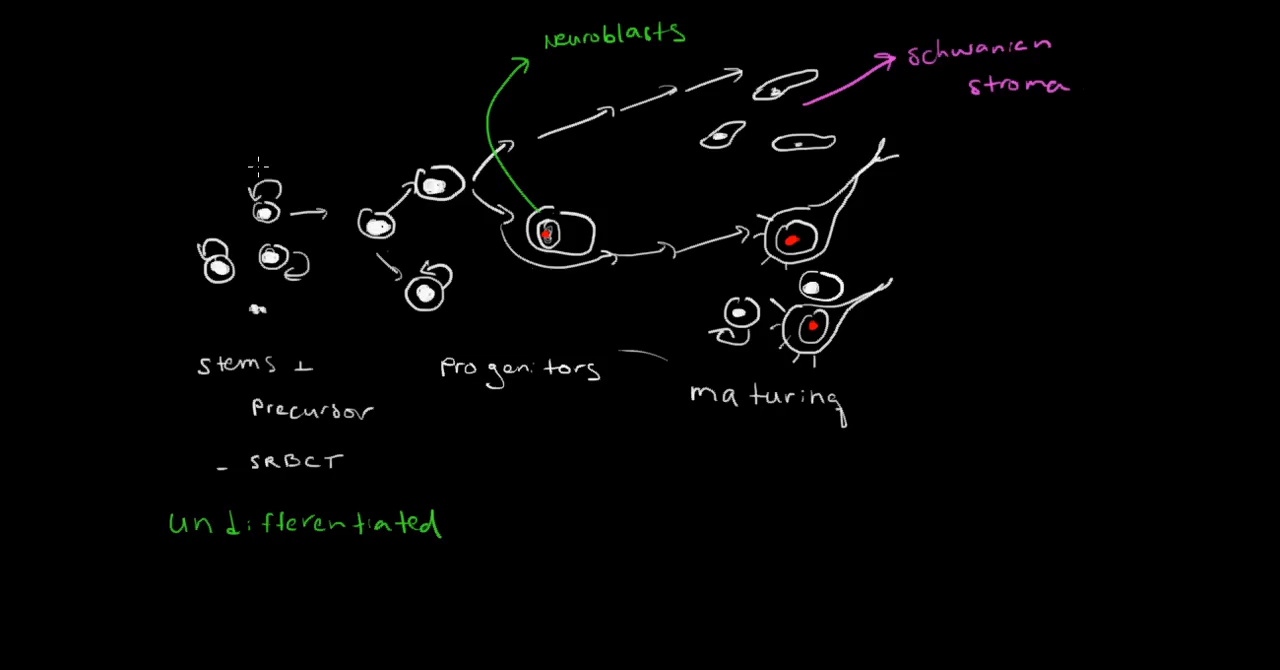 Neuroblasts
Schwanian
stroma
stems +
Precursor
- SRBCT
undifferentiated
Progenitors
maturing